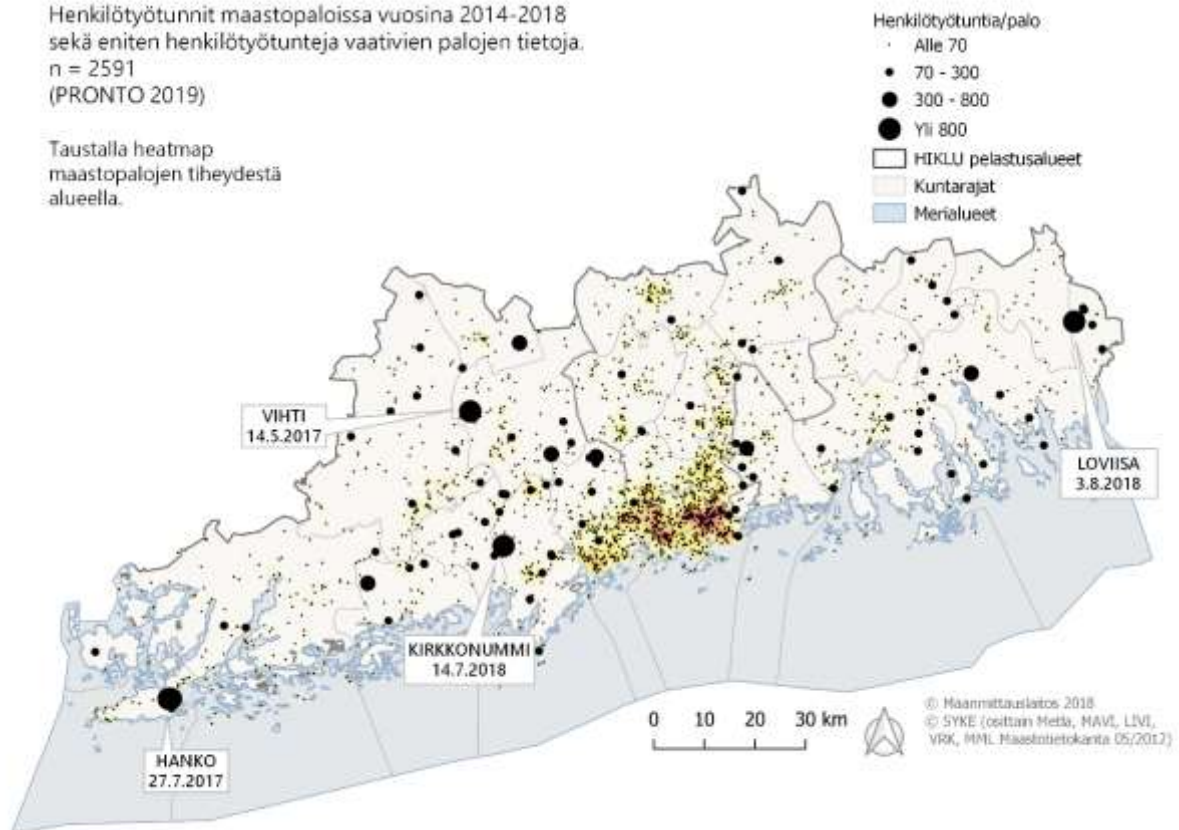 Henkilötyötunnit maastopaloissa vuosina 2014-2018
sekä eniten henkilötyötunteja vaativien palojen tietoja.
n = 2591
(PRONTO 2019)
Taustalla heatmap
maastopalojen tiheydestä
alueella.
Henkilötyötuntia/palo
Alle 70
70 - 300
300 - 800
Yli 800
HIKLU pelastusalueet
Kuntarajat
Merialueet
VIHTI
14.5.2017
LOVIISA
3.8.2018
KIRKKONUMMI
14.7.2018
HANKO
27.7.2017
0 10 20 30 km
© Maanmittauslaitos 2018
© SYKE (osittain Metla, MAVI, LIVI,
VRK, MML Maastotietokanta 05/2012)